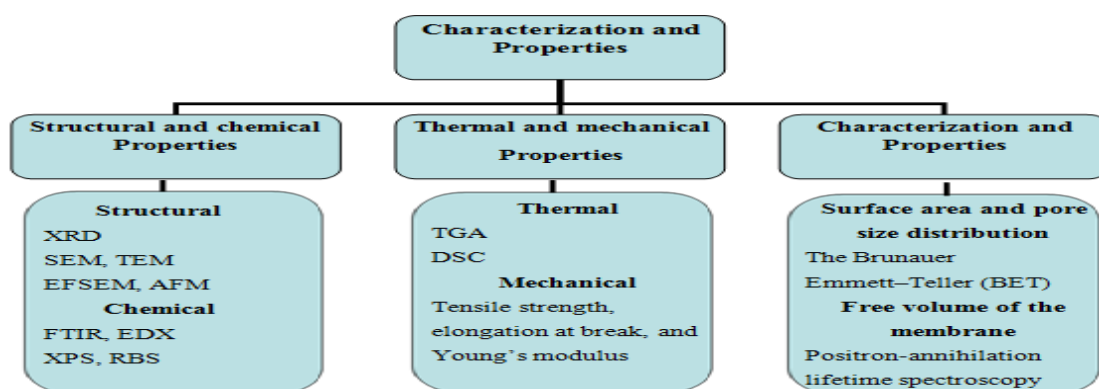 Characterization and
Properties
Structural and chemical
Properties
Structural
XRD
SEM, TEM
EFSEM, AFM
Chemical
FTIR, EDX
XPS, RBS
Thermal and mechanical
Properties
Thermal
TGA
DSC
Mechanical
Tensile strength,
elongation at break, and
Young's modulus
Characterization and
Properties
Surface area and pore
size distribution
The Brunauer
Emmett–Teller (BET)
Free volume of the
membrane
Positron-annihilation
lifetime spectroscopy